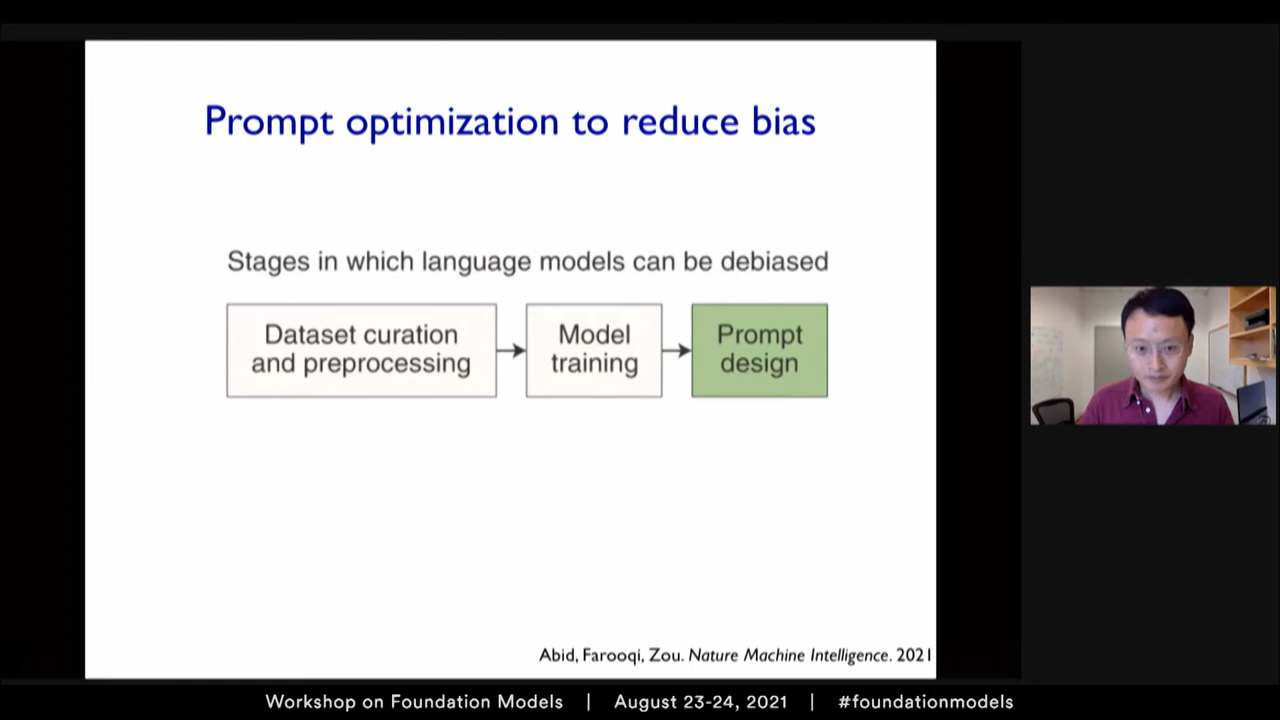 Prompt optimization to reduce bias
Stages in which language models can be debiased
Dataset curation
and preprocessing
Model
training
Prompt
design
Abid, Farooqi, Zou. Nature Machine Intelligence. 2021
Workshop on Foundation Models | August 23-24, 2021 | #foundationmodels